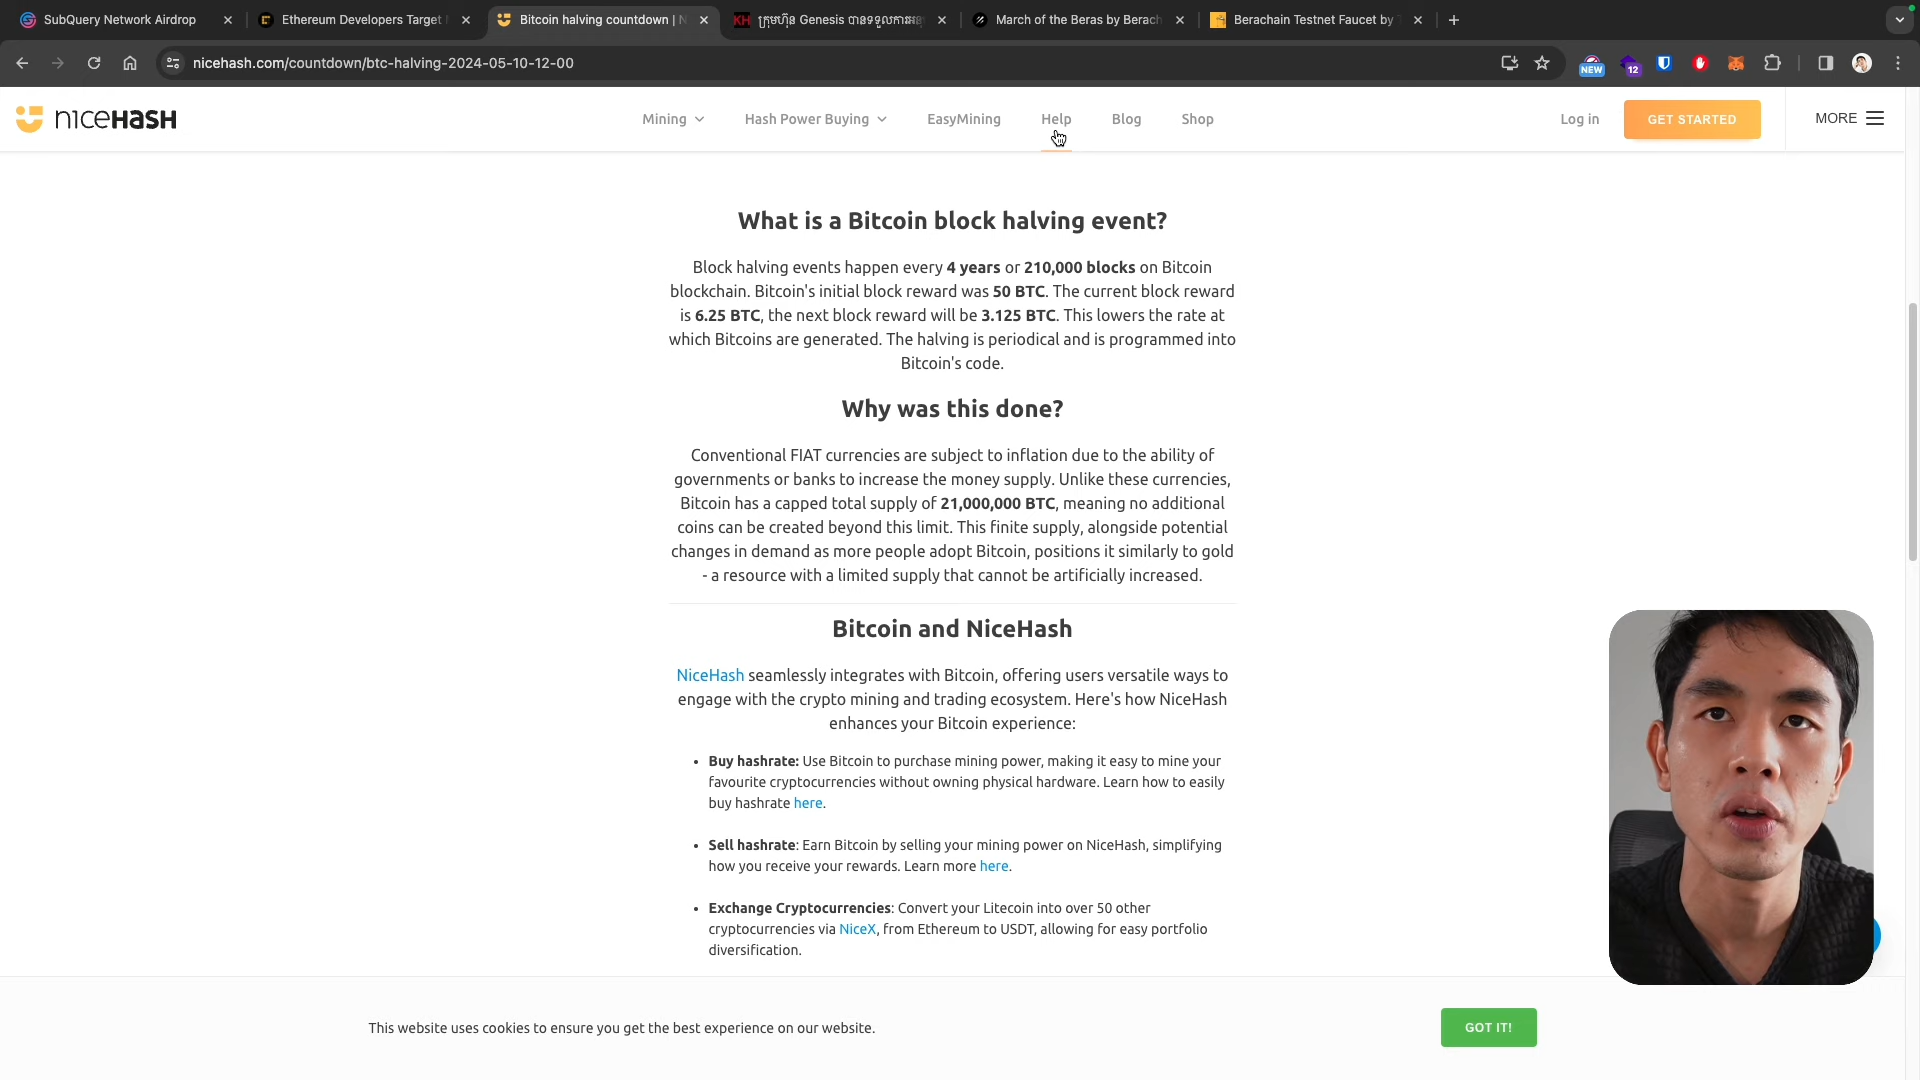 SubQuery Network Airdrop
Ethereum Developers Target
Bitcoin halving countdown | N
KH ក្រុមហ៊ុន Genesis បានទទួលការអនុ
March of the Beras by Berach
Berachain Testnet Faucet by
nicehash.com/countdown/btc-halving-2024-05-10-12-00
NEW
12
niceHASH
Mining
Hash Power Buying
EasyMining
Help
Blog
Shop
Log in
GET STARTED
MORE
What is a Bitcoin block halving event?
Block halving events happen every 4 years or 210,000 blocks on Bitcoin
blockchain. Bitcoin's initial block reward was 50 BTC. The current block reward
is 6.25 BTC, the next block reward will be 3.125 BTC. This lowers the rate at
which Bitcoins are generated. The halving is periodical and is programmed into
Bitcoin's code.
Why was this done?
Conventional FIAT currencies are subject to inflation due to the ability of
governments or banks to increase the money supply. Unlike these currencies,
Bitcoin has a capped total supply of 21,000,000 BTC, meaning no additional
coins can be created beyond this limit. This finite supply, alongside potential
changes in demand as more people adopt Bitcoin, positions it similarly to gold
- a resource with a limited supply that cannot be artificially increased.
Bitcoin and NiceHash
NiceHash seamlessly integrates with Bitcoin, offering users versatile ways to
engage with the crypto mining and trading ecosystem. Here's how NiceHash
enhances your Bitcoin experience:
• Buy hashrate: Use Bitcoin to purchase mining power, making it easy to mine your
favourite cryptocurrencies without owning physical hardware. Learn how to easily
buy hashrate here.
• Sell hashrate: Earn Bitcoin by selling your mining power on NiceHash, simplifying
how you receive your rewards. Learn more here.
• Exchange Cryptocurrencies: Convert your Litecoin into over 50 other
cryptocurrencies via NiceX, from Ethereum to USDT, allowing for easy portfolio
diversification.
This website uses cookies to ensure you get the best experience on our website.
GOT IT!